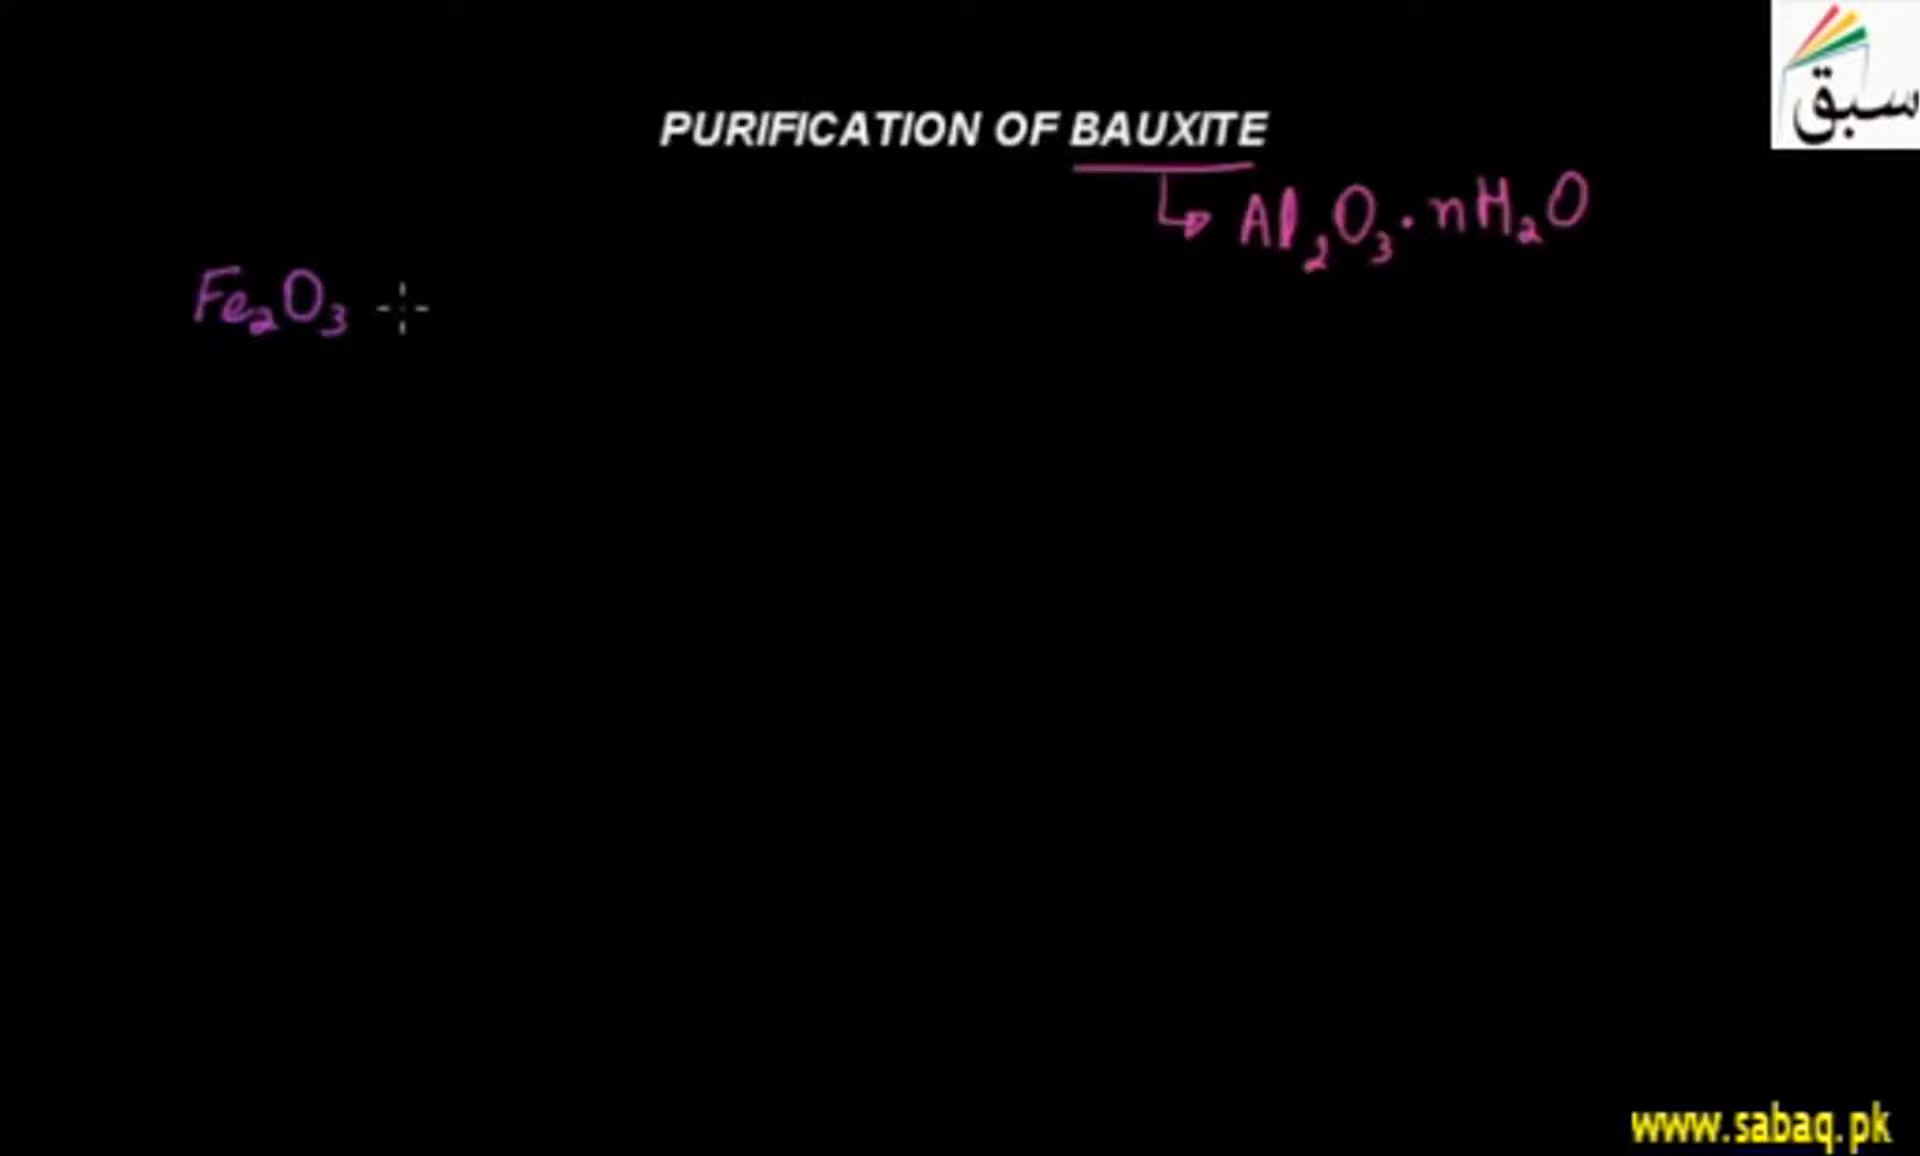 سبق
PURIFICATION OF BAUXITE
Al₂O₃·nH₂O
Fe₂O₃
www.sabaq.pk